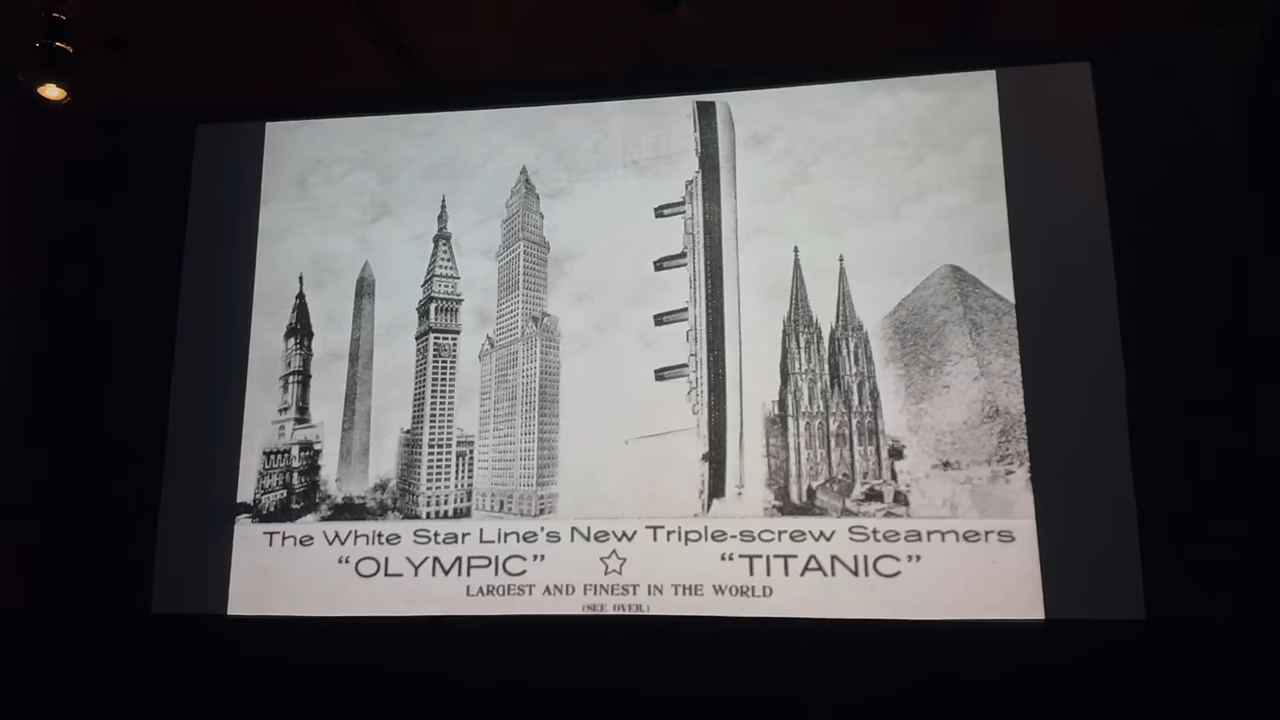 The White Star Line's New Triple-screw Steamers
"OLYMPIC" ☆ "TITANIC"
LARGEST AND FINEST IN THE WORLD
(SEE OVER.)